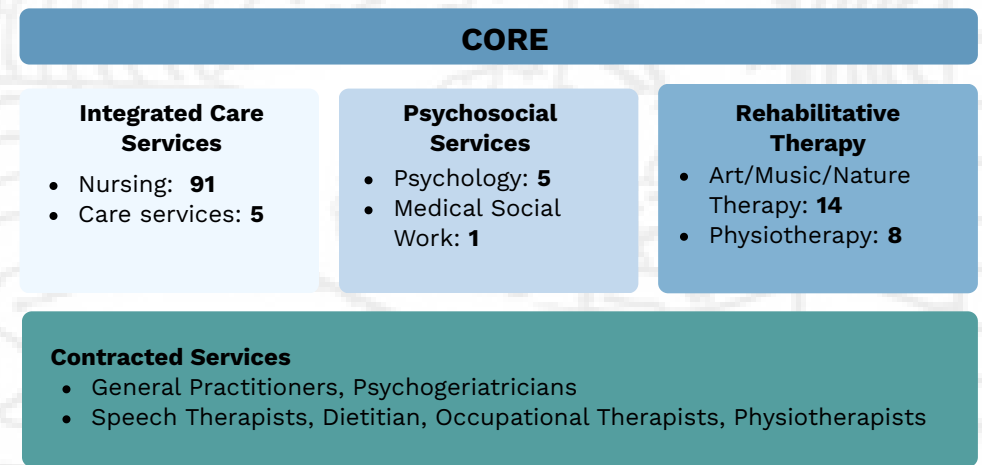 CORE
Integrated Care
Services
• Nursing: 91
• Care services: 5
Psychosocial
Services
• Psychology: 5
• Medical Social
Work: 1
Rehabilitative
Therapy
• Art/Music/Nature
Therapy: 14
• Physiotherapy: 8
Contracted Services
• General Practitioners, Psychogeriatricians
• Speech Therapists, Dietitian, Occupational Therapists, Physiotherapists